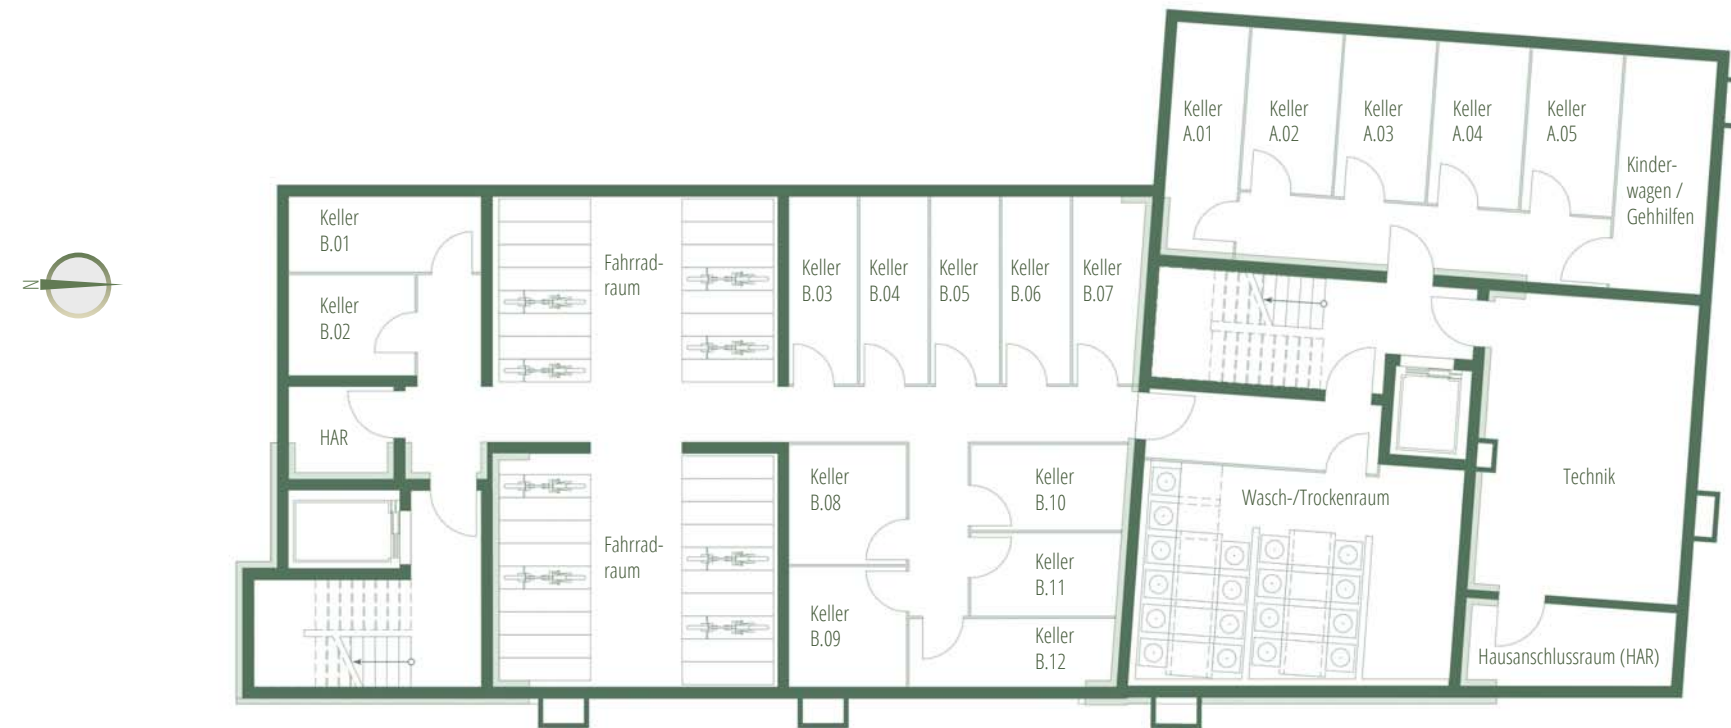 Keller
A.01
Keller
A.02
Keller
A.03
Keller
A.04
Keller
A.05
Kinder-
wagen /
Gehhilfen
Keller
B.01
Keller
B.02
Fahrrad-
raum
Keller
B.03
Keller
B.04
Keller
B.05
Keller
B.06
Keller
B.07
N
HAR
Keller
B.08
Keller
B.10
Wasch-/Trockenraum
Technik
Fahrrad-
raum
Keller
B.11
Keller
B.09
Keller
B.12
Hausanschlussraum (HAR)